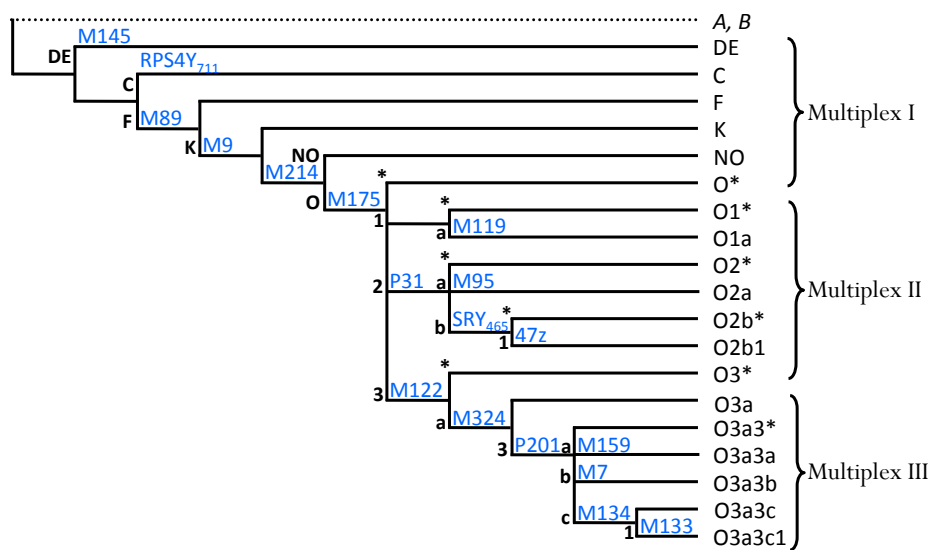 A, B
M145
DE
DE
RPS4Y711
C
C
F
M89
F
Multiplex I
K
M9
K
NO
NO
M214
*
O*
O
M175
1
*
O1*
a
M119
O1a
*
O2*
2
P31
a
M95
O2a
Multiplex II
SRY465
*
O2b*
b
1
47z
O2b1
*
O3*
3
M122
O3a
a
M324
O3a3*
3
P201
a
M159
O3a3a
b
M7
O3a3b
Multiplex III
M134
O3a3c
c
1
M133
O3a3c1